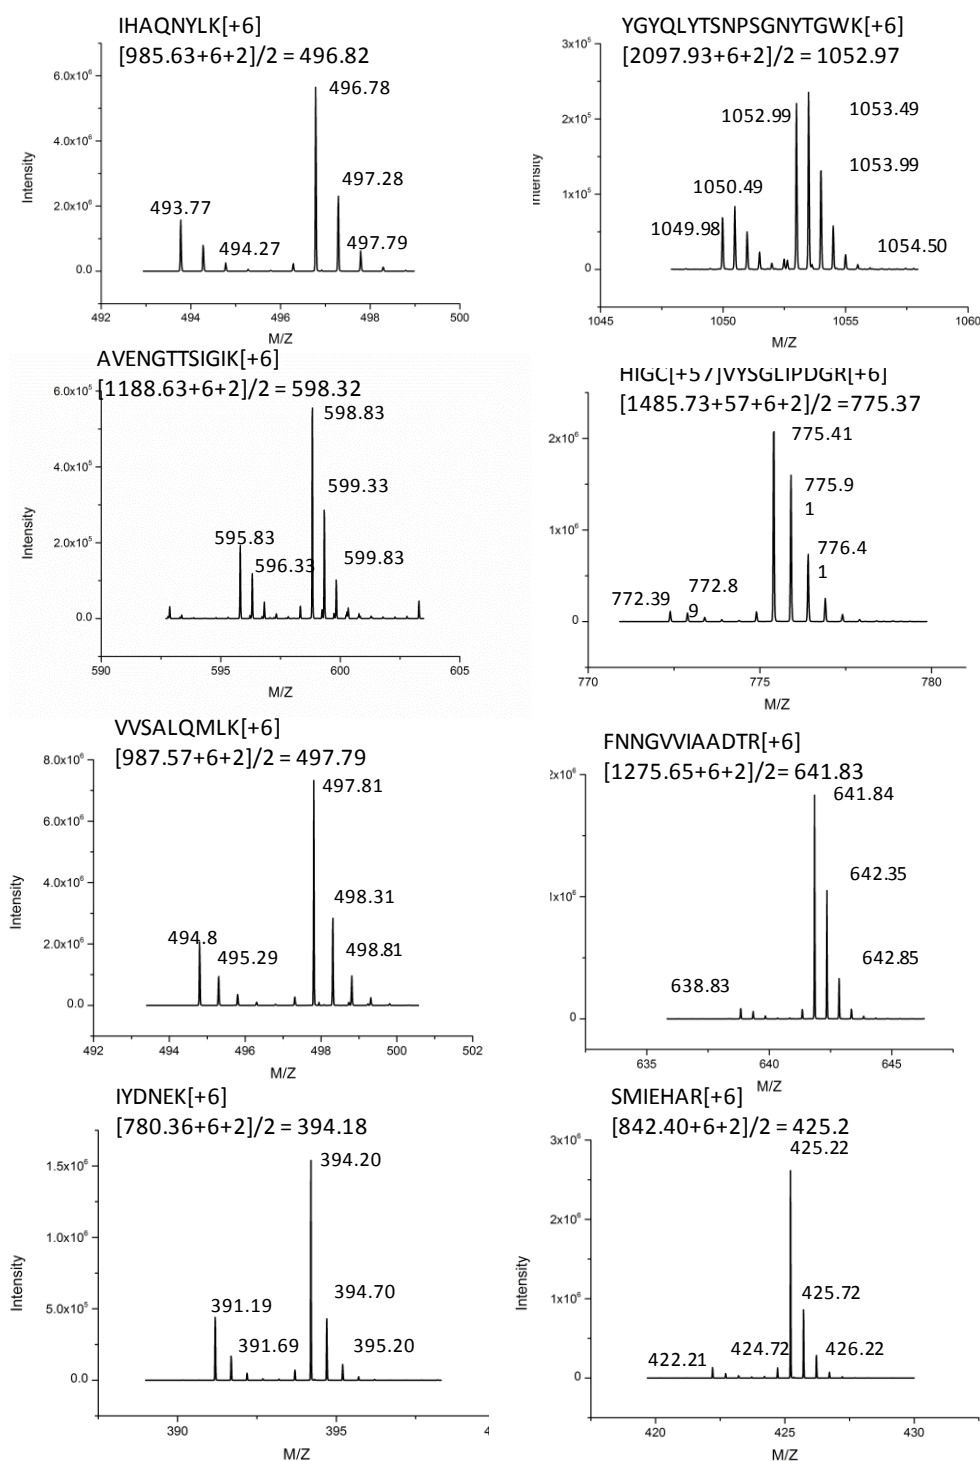 IHAQNYLK[+6]
[985.63+6+2]/2 = 496.82
6.0x10⁶
4.0x10⁶
2.0x10⁶
0.0
Intensity
493.77
494.27
496.78
497.28
497.79
492
494
496
498
500
M/Z
YGYQLYTSNPSGNYTGWK[+6]
[2097.93+6+2]/2 = 1052.97
3x10⁵
2x10⁵
1x10⁵
0
Intensity
1049.98
1050.49
1052.99
1053.49
1053.99
1054.50
1045
1050
1055
1060
M/Z
AVENGTTSIGIK[+6]
[1188.63+6+2]/2 = 598.32
6.0x10⁵
4.0x10⁵
2.0x10⁵
0.0
Intensity
595.83
596.33
598.83
599.33
599.83
590
595
600
605
M/Z
HIGC[+57]VYSGLIPDGR[+6]
[1485.73+57+6+2]/2 =775.37
2x10⁶
1x10⁶
0
Intensity
772.39
772.8
9
775.41
775.9
1
776.4
1
770
775
780
M/Z
VVSALQMLK[+6]
[987.57+6+2]/2 = 497.79
8.0x10⁶
6.0x10⁶
4.0x10⁶
2.0x10⁶
0.0
Intensity
494.8
495.29
497.81
498.31
498.81
492
494
496
498
500
502
M/Z
FNNGVVIAADTR[+6]
[1275.65+6+2]/2= 641.83
2x10⁶
1x10⁶
0
Intensity
638.83
641.84
642.35
642.85
635
640
645
M/Z
IYDNEK[+6]
[780.36+6+2]/2 = 394.18
1.5x10⁶
1.0x10⁶
5.0x10⁵
0.0
Intensity
391.19
391.69
394.20
394.70
395.20
390
395
M/Z
SMIEHAR[+6]
[842.40+6+2]/2 = 425.2
3x10⁶
2x10⁶
1x10⁶
0
Intensity
422.21
424.72
425.22
425.72
426.22
420
425
430
M/Z